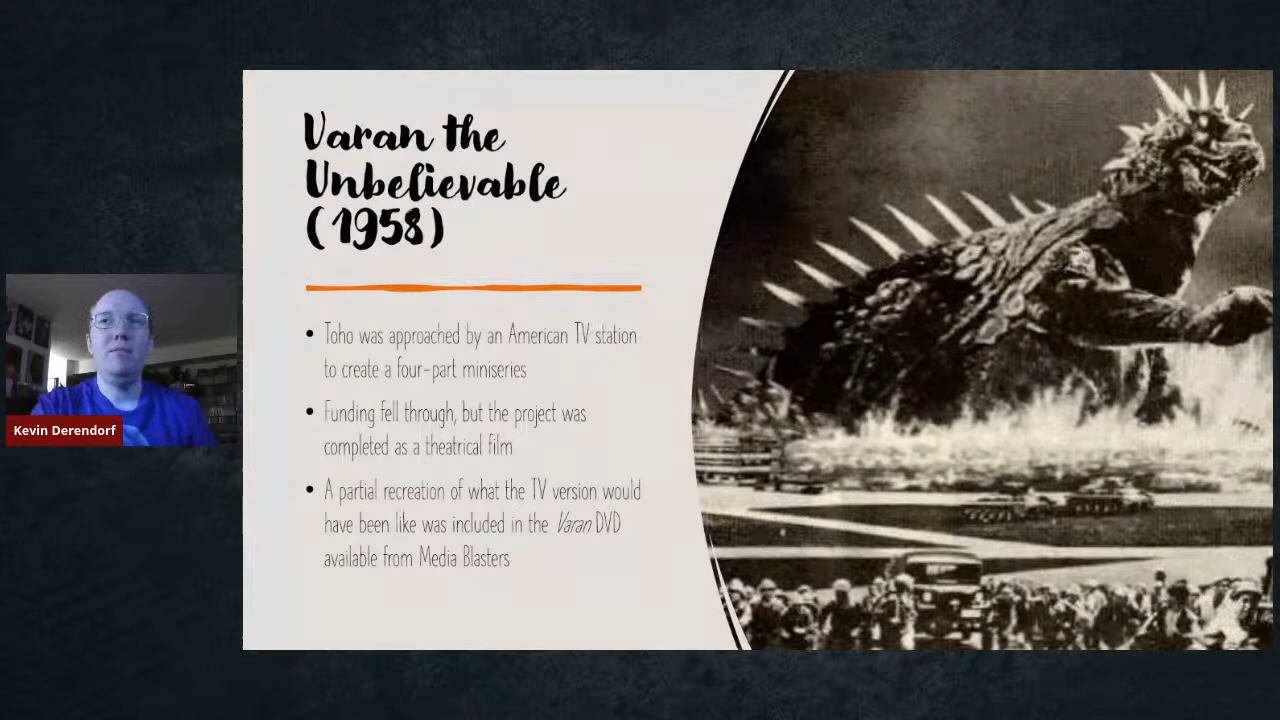 Varan the
Unbelievable
(1958)
• Toho was approached by an American TV station
to create a four-part miniseries
• Funding fell through, but the project was
completed as a theatrical film
• A partial recreation of what the TV version would
have been like was included in the Varan DVD
available from Media Blasters
Kevin Derendorf